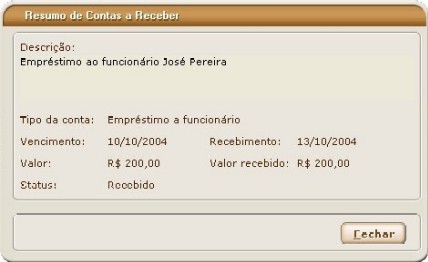 Resumo de Contas a Receber
Descrição:
Empréstimo ao funcionário José Pereira
Tipo da conta: Empréstimo a funcionário
Vencimento: 10/10/2004 Recebimento: 13/10/2004
Valor: R$ 200,00 Valor recebido: R$ 200,00
Status: Recebido
Fechar